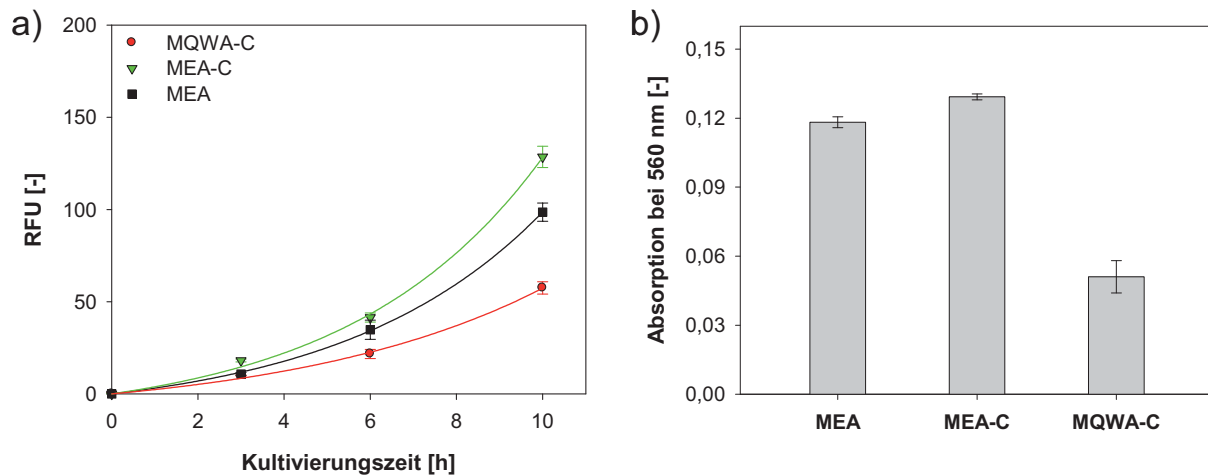 a)
RFU [-]
200
150
100
50
0
MQWA-C
MEA-C
MEA
0 2 4 6 8 10
Kultivierungszeit [h]
b)
Absorption bei 560 nm [-]
0,15
0,12
0,09
0,06
0,03
0,00
MEA MEA-C MQWA-C